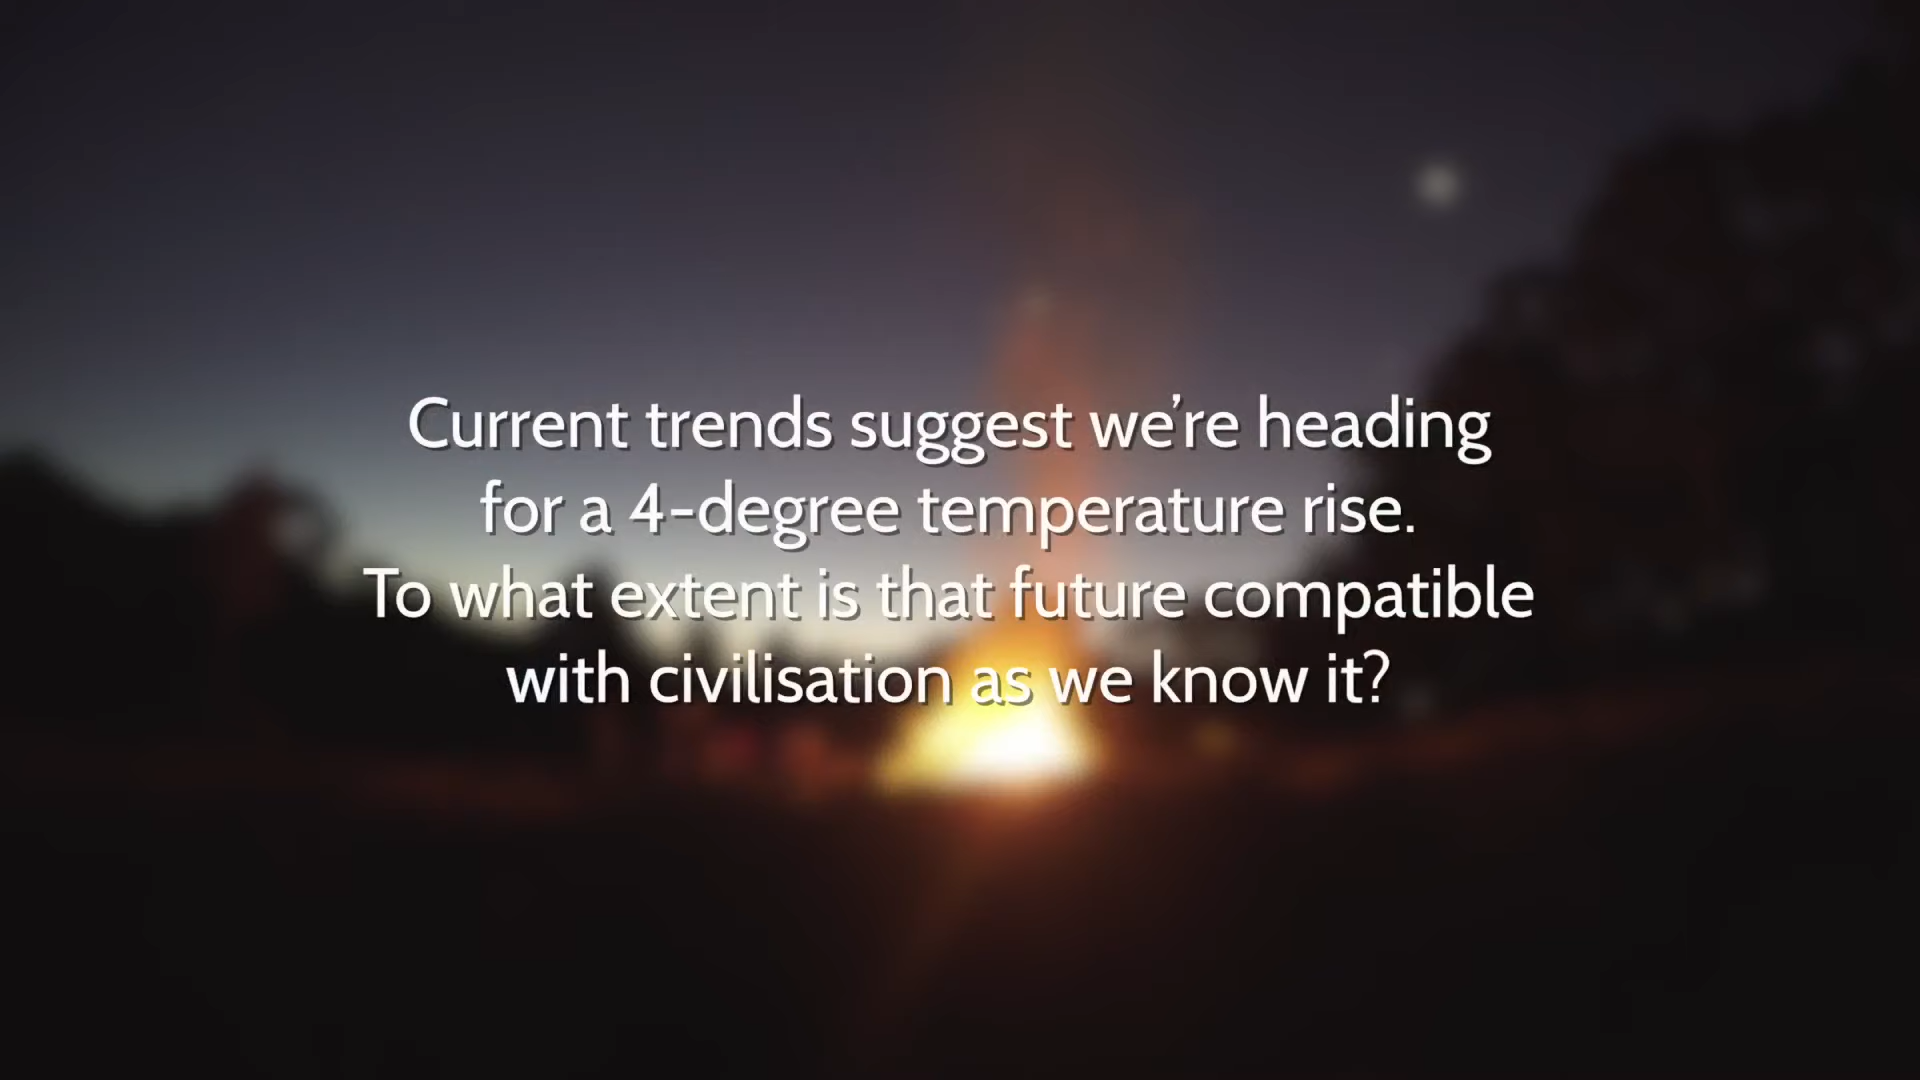 Current trends suggest we're heading
for a 4-degree temperature rise.
To what extent is that future compatible
with civilisation as we know it?